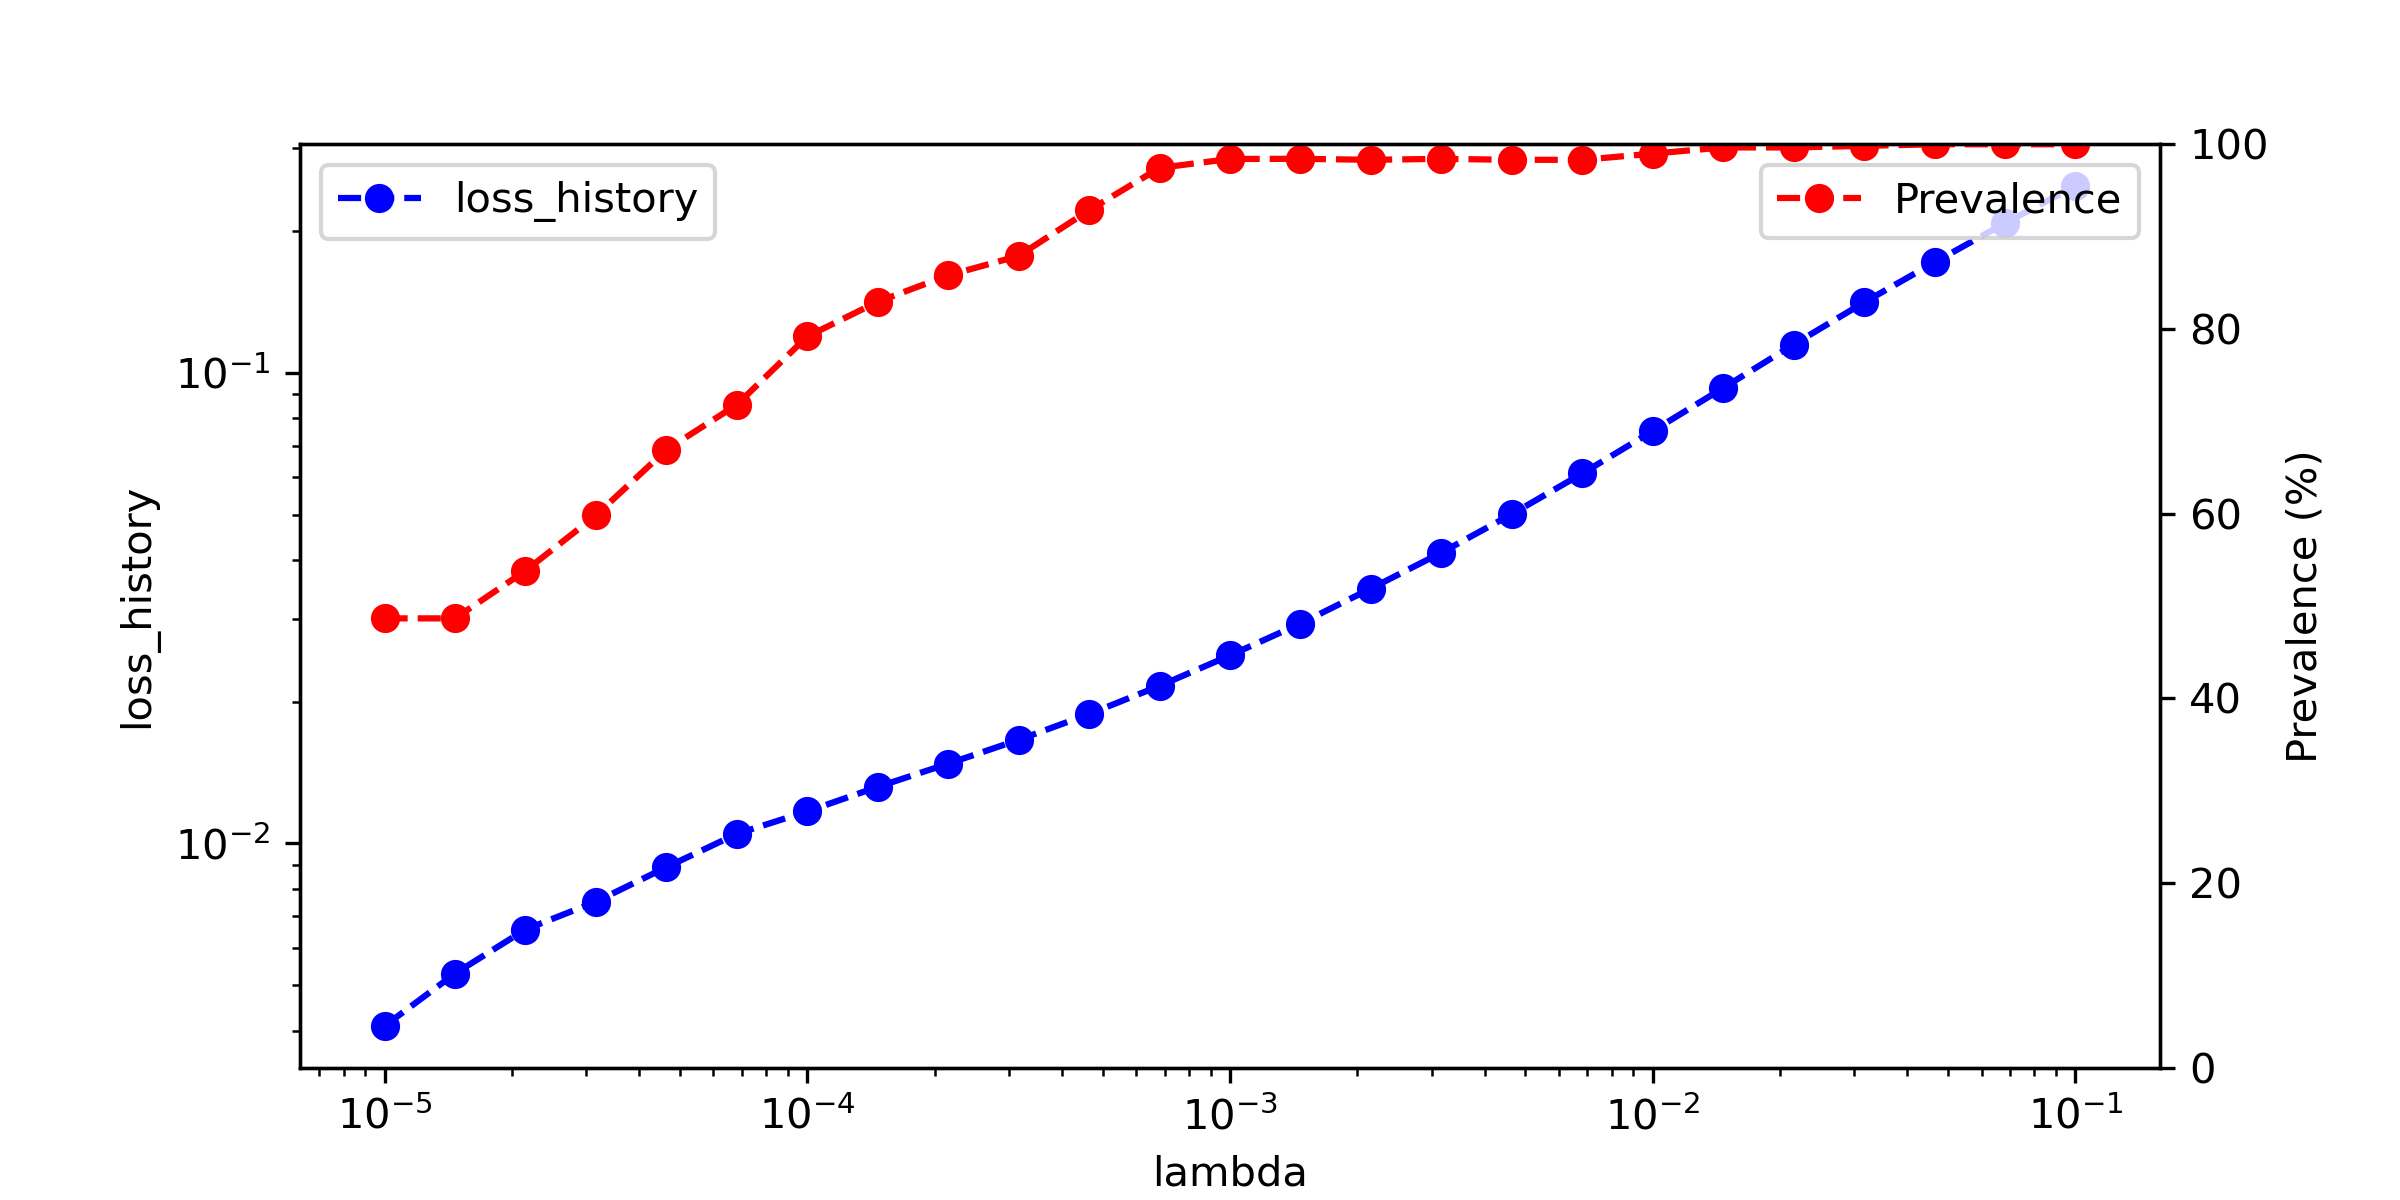 loss_history
Prevalence
10⁻¹
10⁻²
loss_history
100
80
60
40
20
0
Prevalence (%)
10⁻⁵ 10⁻⁴ 10⁻³ 10⁻² 10⁻¹
lambda